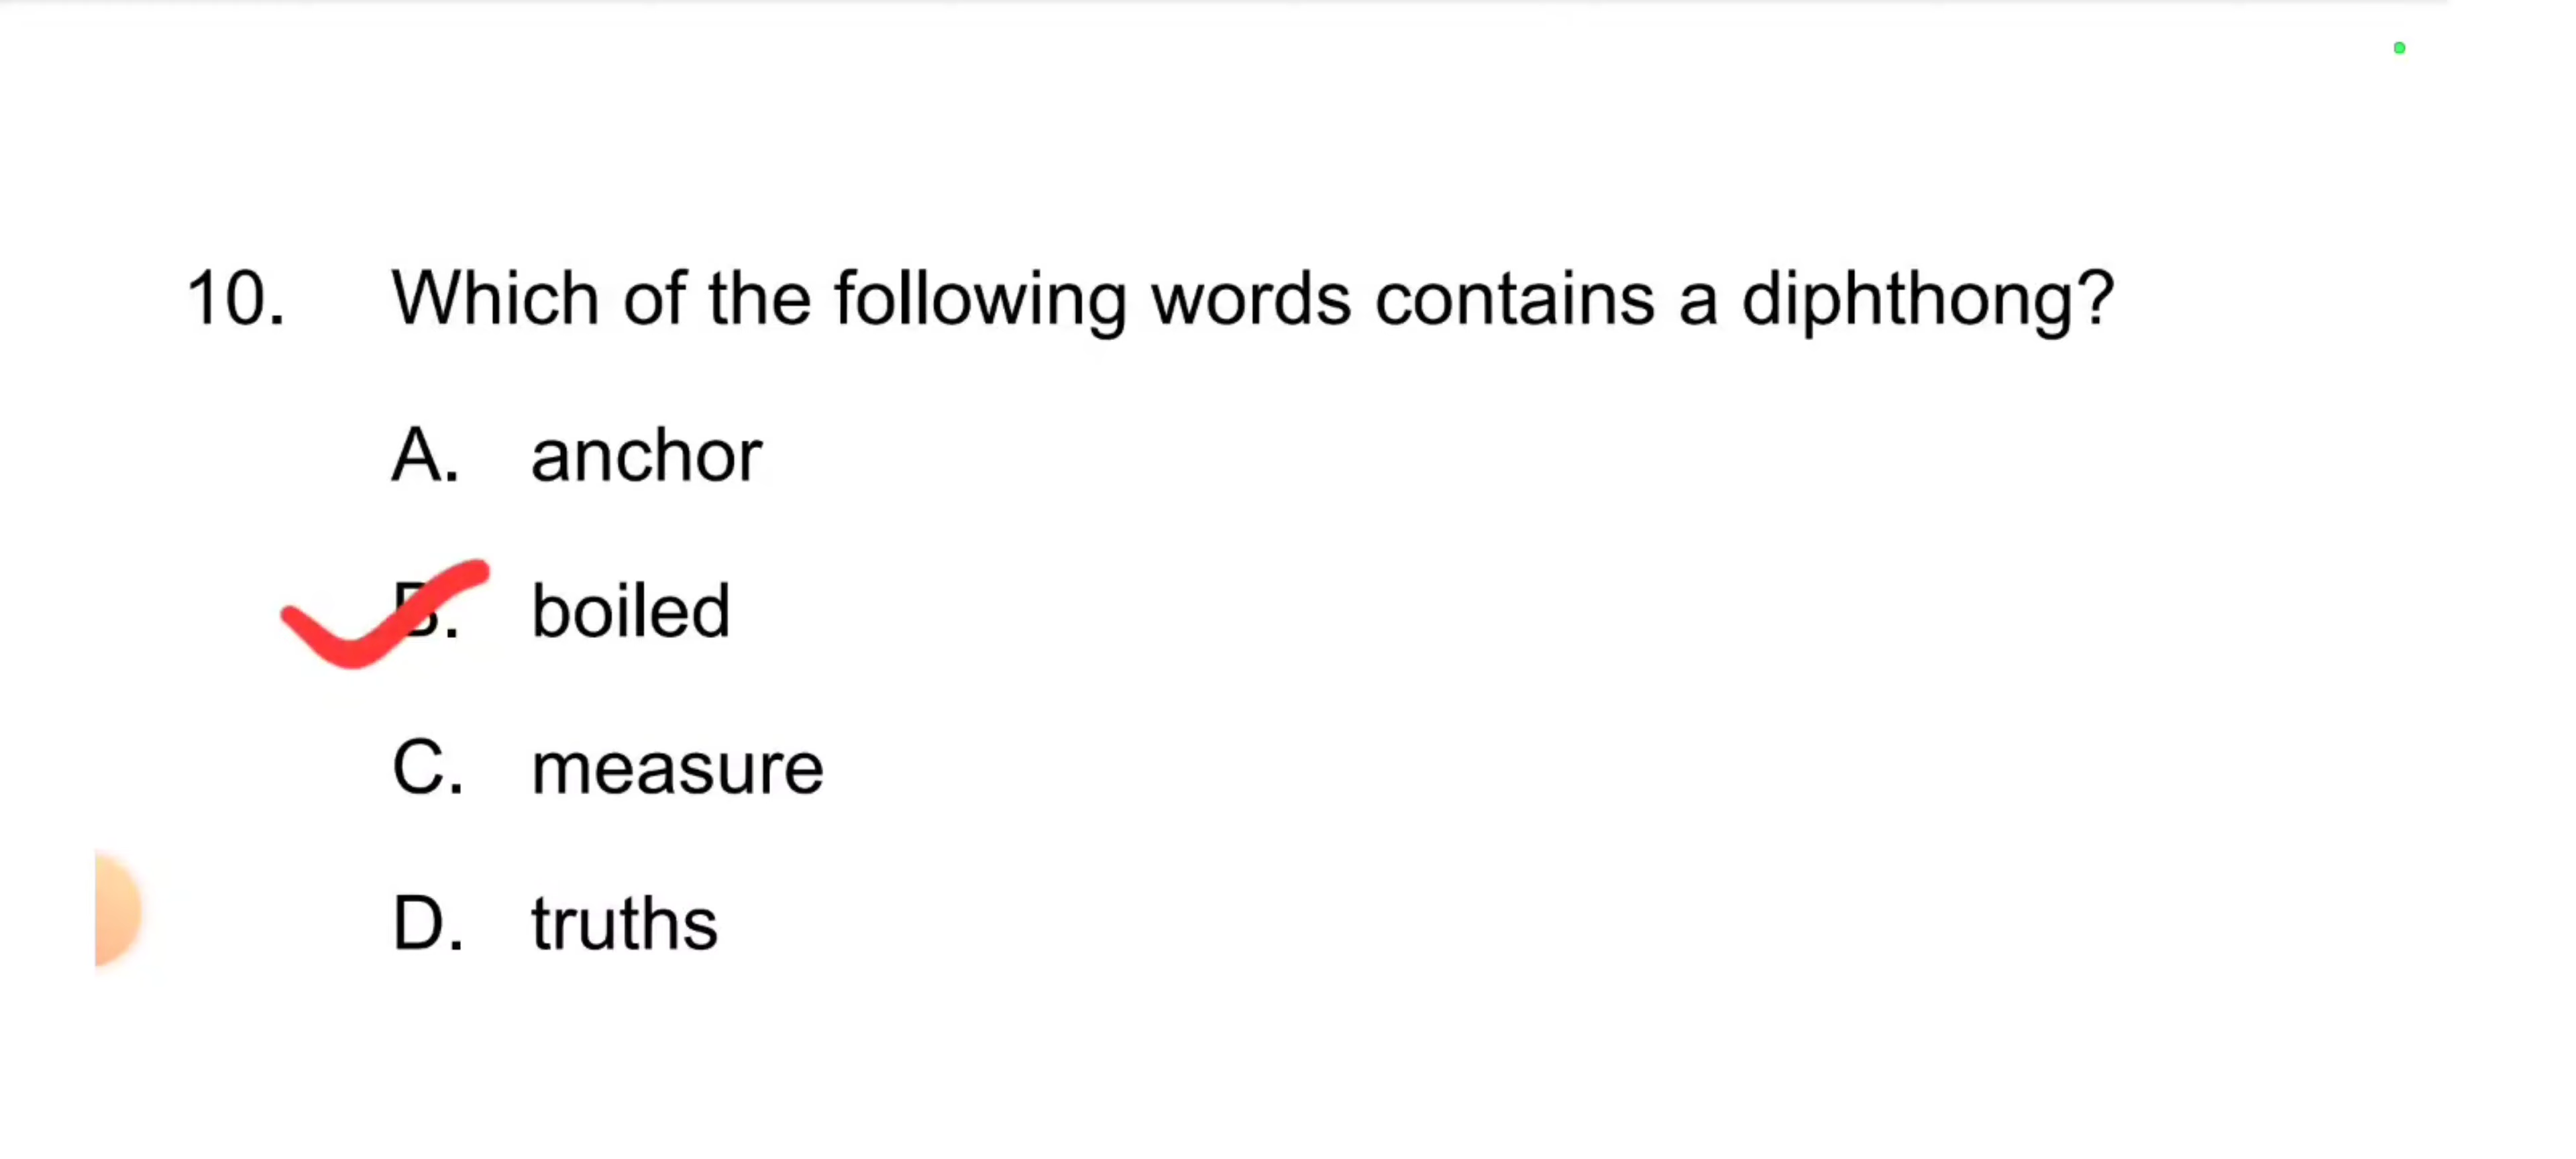 10. Which of the following words contains a diphthong?
A. anchor
B. boiled
C. measure
D. truths